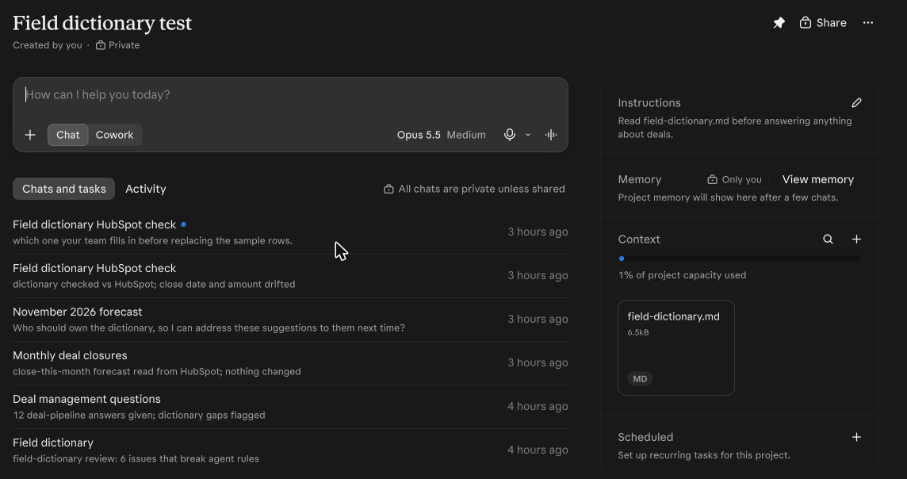 Field dictionary test
Share
Created by you · Private
How can I help you today?
Chat Cowork
Opus 5.5 Medium
Chats and tasks
Activity
All chats are private unless shared
Field dictionary HubSpot check
which one your team fills in before replacing the sample rows.
3 hours ago
Field dictionary HubSpot check
dictionary checked vs HubSpot; close date and amount drifted
3 hours ago
November 2026 forecast
Who should own the dictionary, so I can address these suggestions to them next time?
3 hours ago
Monthly deal closures
close-this-month forecast read from HubSpot; nothing changed
3 hours ago
Deal management questions
12 deal-pipeline answers given; dictionary gaps flagged
4 hours ago
Field dictionary
field-dictionary review: 6 issues that break agent rules
4 hours ago
Instructions
Read field-dictionary.md before answering anything
about deals.
Memory
Only you
View memory
Project memory will show here after a few chats.
Context
1% of project capacity used
field-dictionary.md
6.5kB
MD
Scheduled
Set up recurring tasks for this project.